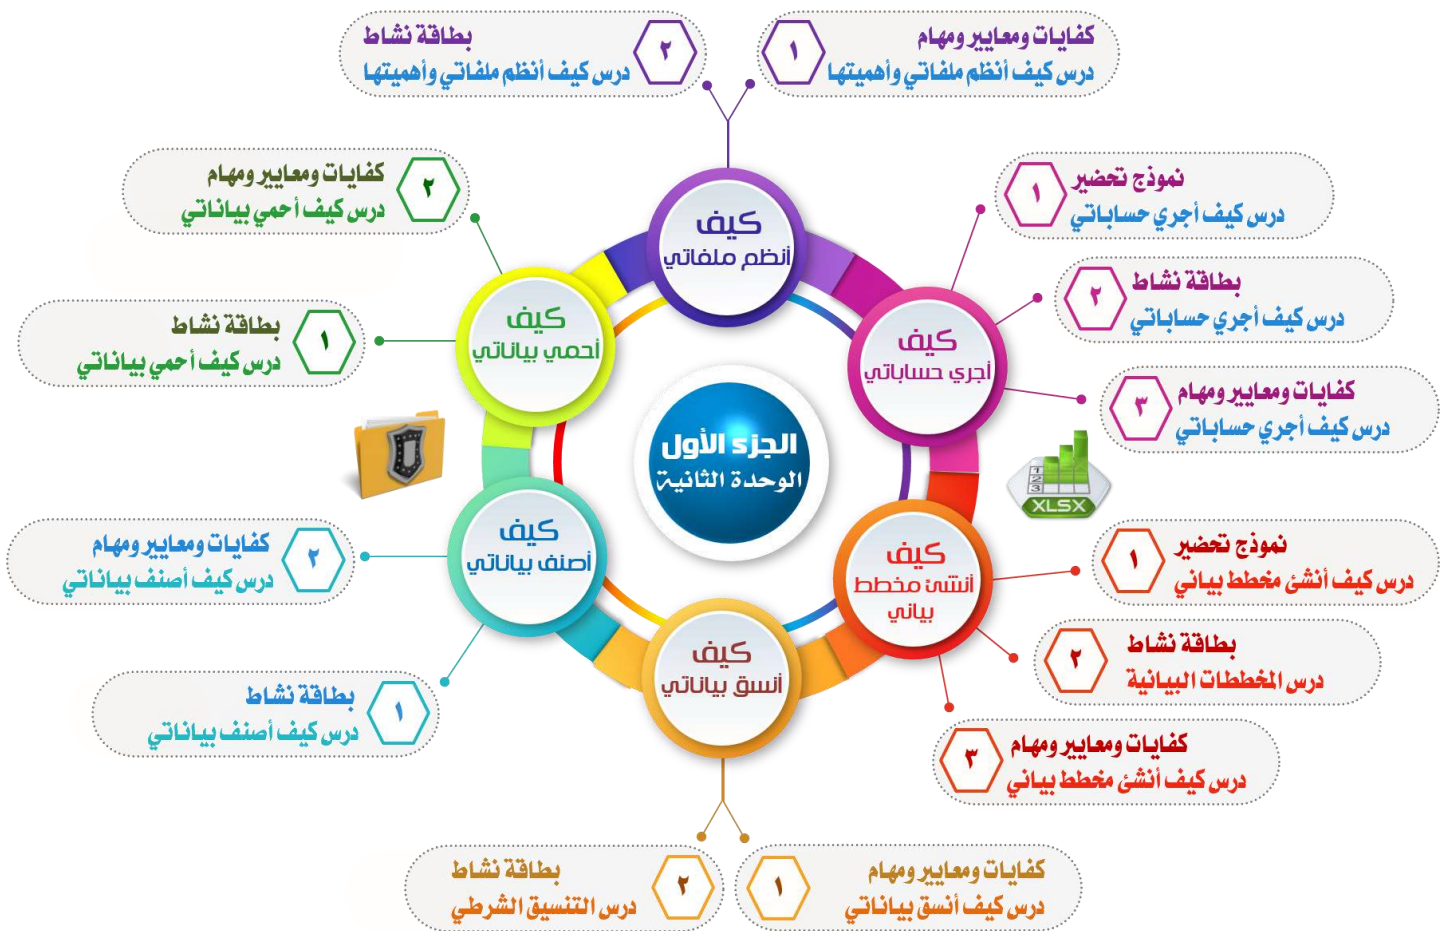 كفايات ومعايير ومهام
١
درس كيف أنظم ملفاتي وأهميتها
بطاقة نشاط
٢
درس كيف أنظم ملفاتي وأهميتها
كيف
أنظم ملفاتي
نموذج تحضير
١
درس كيف أجري حساباتي
بطاقة نشاط
٢
درس كيف أجري حساباتي
كفايات ومعايير ومهام
٣
درس كيف أجري حساباتي
كيف
أجري حساباتي
1
2
3
XLSX
نموذج تحضير
١
درس كيف أنشئ مخطط بياني
بطاقة نشاط
٢
درس المخططات البيانية
كفايات ومعايير ومهام
٣
درس كيف أنشئ مخطط بياني
كيف
أنشئ مخطط
بياني
كفايات ومعايير ومهام
١
درس كيف أنسق بياناتي
بطاقة نشاط
٢
درس التنسيق الشرطي
كيف
أنسق بياناتي
بطاقة نشاط
١
درس كيف أصنف بياناتي
كفايات ومعايير ومهام
٢
درس كيف أصنف بياناتي
كيف
أصنف بياناتي
بطاقة نشاط
١
درس كيف أحمي بياناتي
كفايات ومعايير ومهام
٢
درس كيف أحمي بياناتي
كيف
أحمي بياناتي
الجزء الأول
الوحدة الثانية